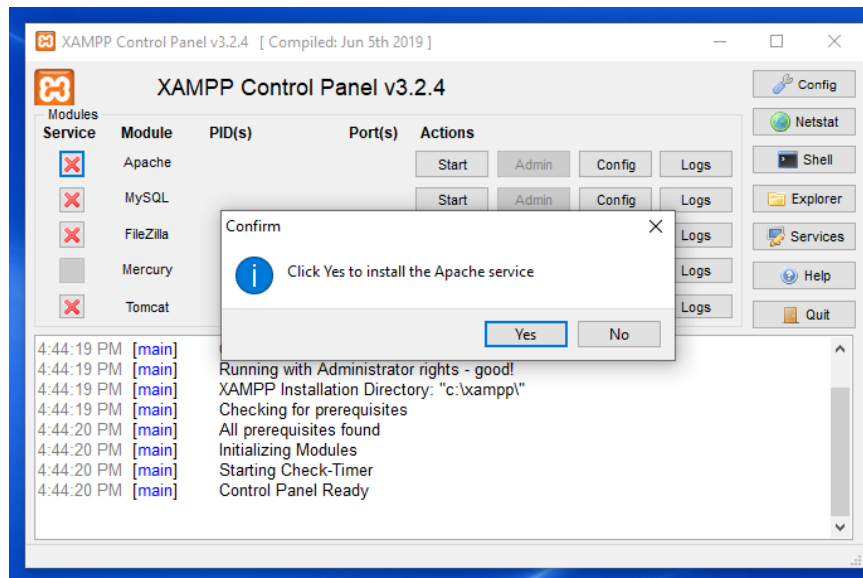 XAMPP Control Panel v3.2.4 [ Compiled: Jun 5th 2019 ]
XAMPP Control Panel v3.2.4
Config
Modules
Service Module PID(s) Port(s) Actions
Netstat
Apache Start Admin Config Logs
Shell
MySQL Start Admin Config Logs
Explorer
FileZilla Logs
Services
Mercury Logs
Help
Tomcat Logs
Quit
Confirm
Click Yes to install the Apache service
Yes No
4:44:19 PM [main]
4:44:19 PM [main] Running with Administrator rights - good!
4:44:19 PM [main] XAMPP Installation Directory: "c:\xampp\"
4:44:19 PM [main] Checking for prerequisites
4:44:20 PM [main] All prerequisites found
4:44:20 PM [main] Initializing Modules
4:44:20 PM [main] Starting Check-Timer
4:44:20 PM [main] Control Panel Ready